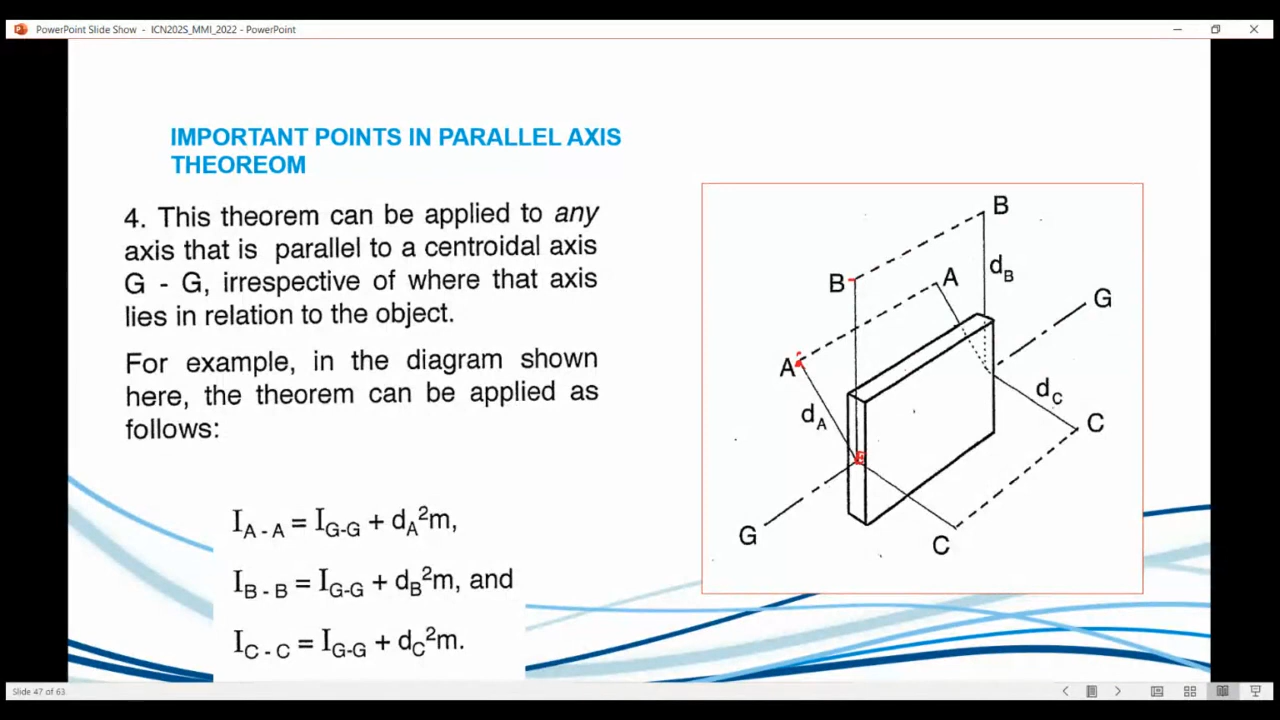 PowerPoint Slide Show - ICN202S_MMI_2022 - PowerPoint
IMPORTANT POINTS IN PARALLEL AXIS
THEOREOM
4. This theorem can be applied to any
axis that is parallel to a centroidal axis
G - G, irrespective of where that axis
lies in relation to the object.
For example, in the diagram shown
here, the theorem can be applied as
follows:
I_A - A = I_G-G + d_A²m,
I_B - B = I_G-G + d_B²m, and
I_C - C = I_G-G + d_C²m.
B
B
d_B
A
G
A
d_A
d_C
C
G
C
Slide 47 of 63